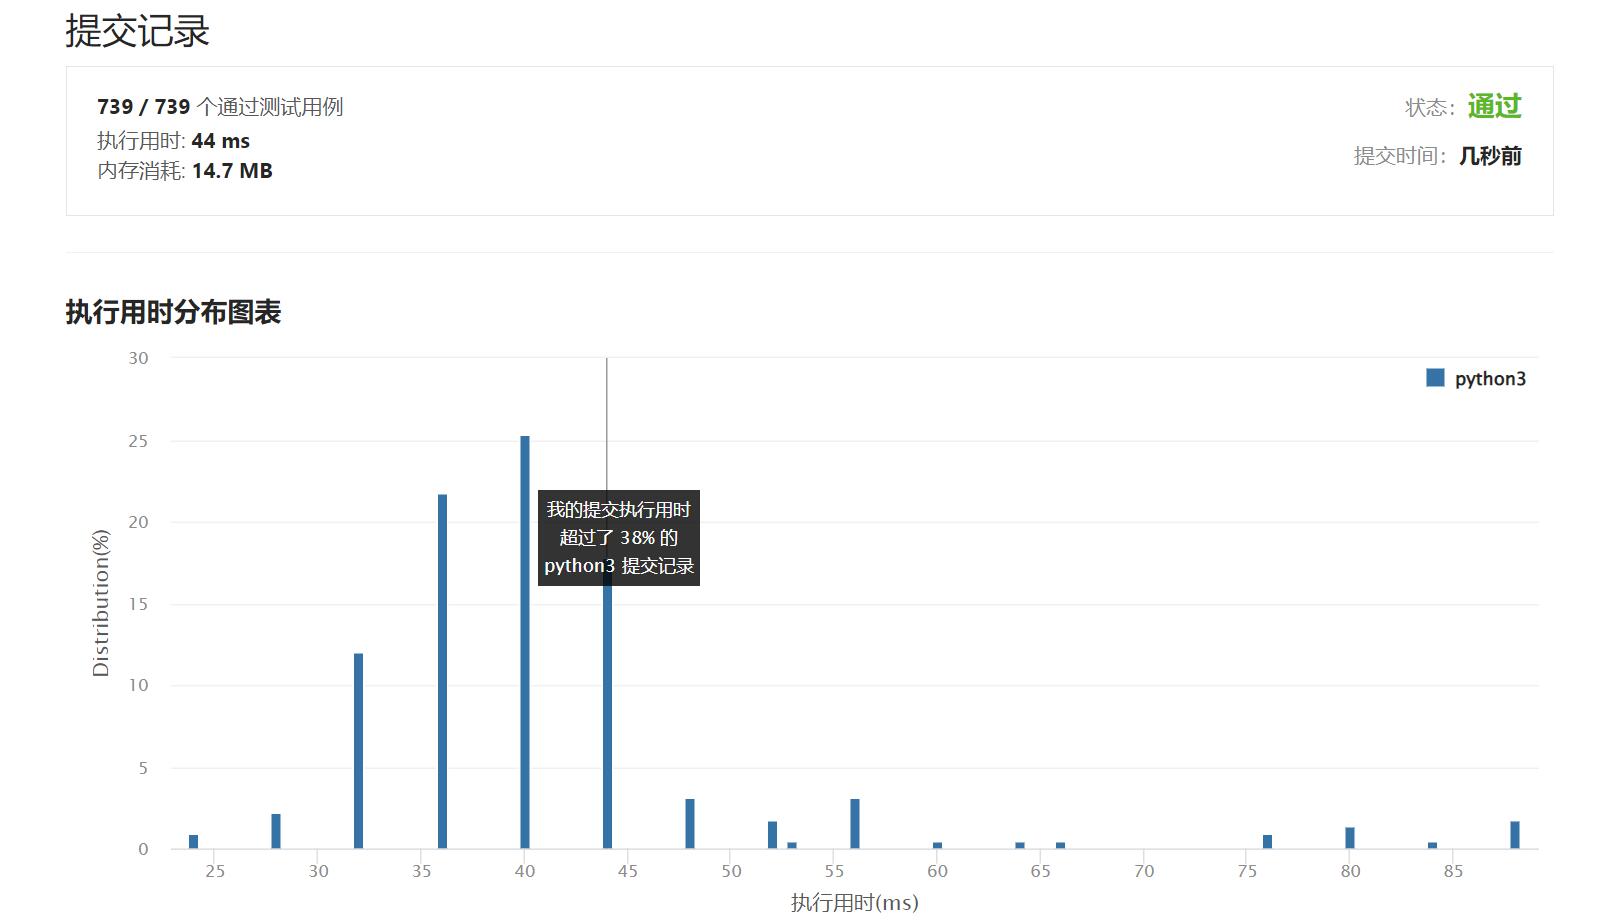 提交记录
739 / 739 个通过测试用例
状态：通过
执行用时: 44 ms
提交时间：几秒前
内存消耗: 14.7 MB
执行用时分布图表
30
25
20
15
10
5
0
Distribution(%)
python3
我的提交执行用时
超过了 38% 的
python3 提交记录
25 30 35 40 45 50 55 60 65 70 75 80 85
执行用时(ms)